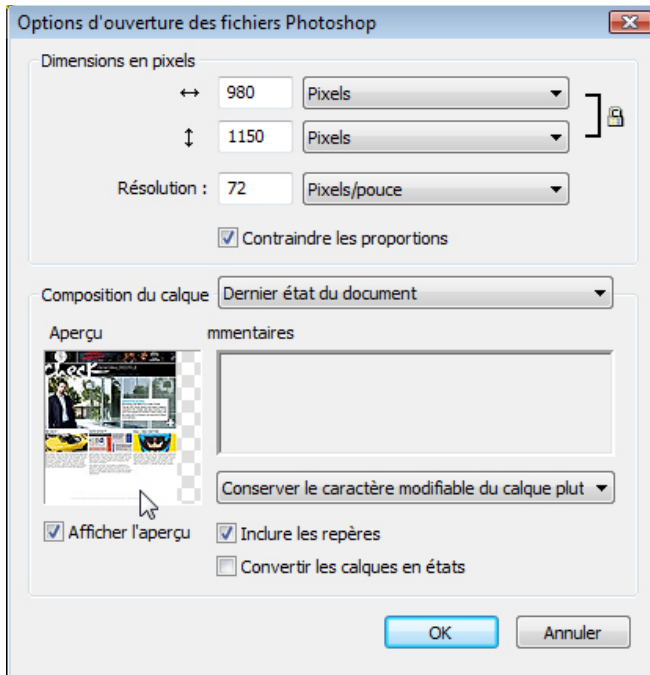 Options d'ouverture des fichiers Photoshop
Dimensions en pixels
980 Pixels
1150 Pixels
Résolution : 72 Pixels/pouce
Contraindre les proportions
Composition du calque Dernier état du document
Aperçu mmentaires
check
Conserver le caractère modifiable du calque plut
Afficher l'aperçu Inclure les repères
Convertir les calques en états
OK Annuler